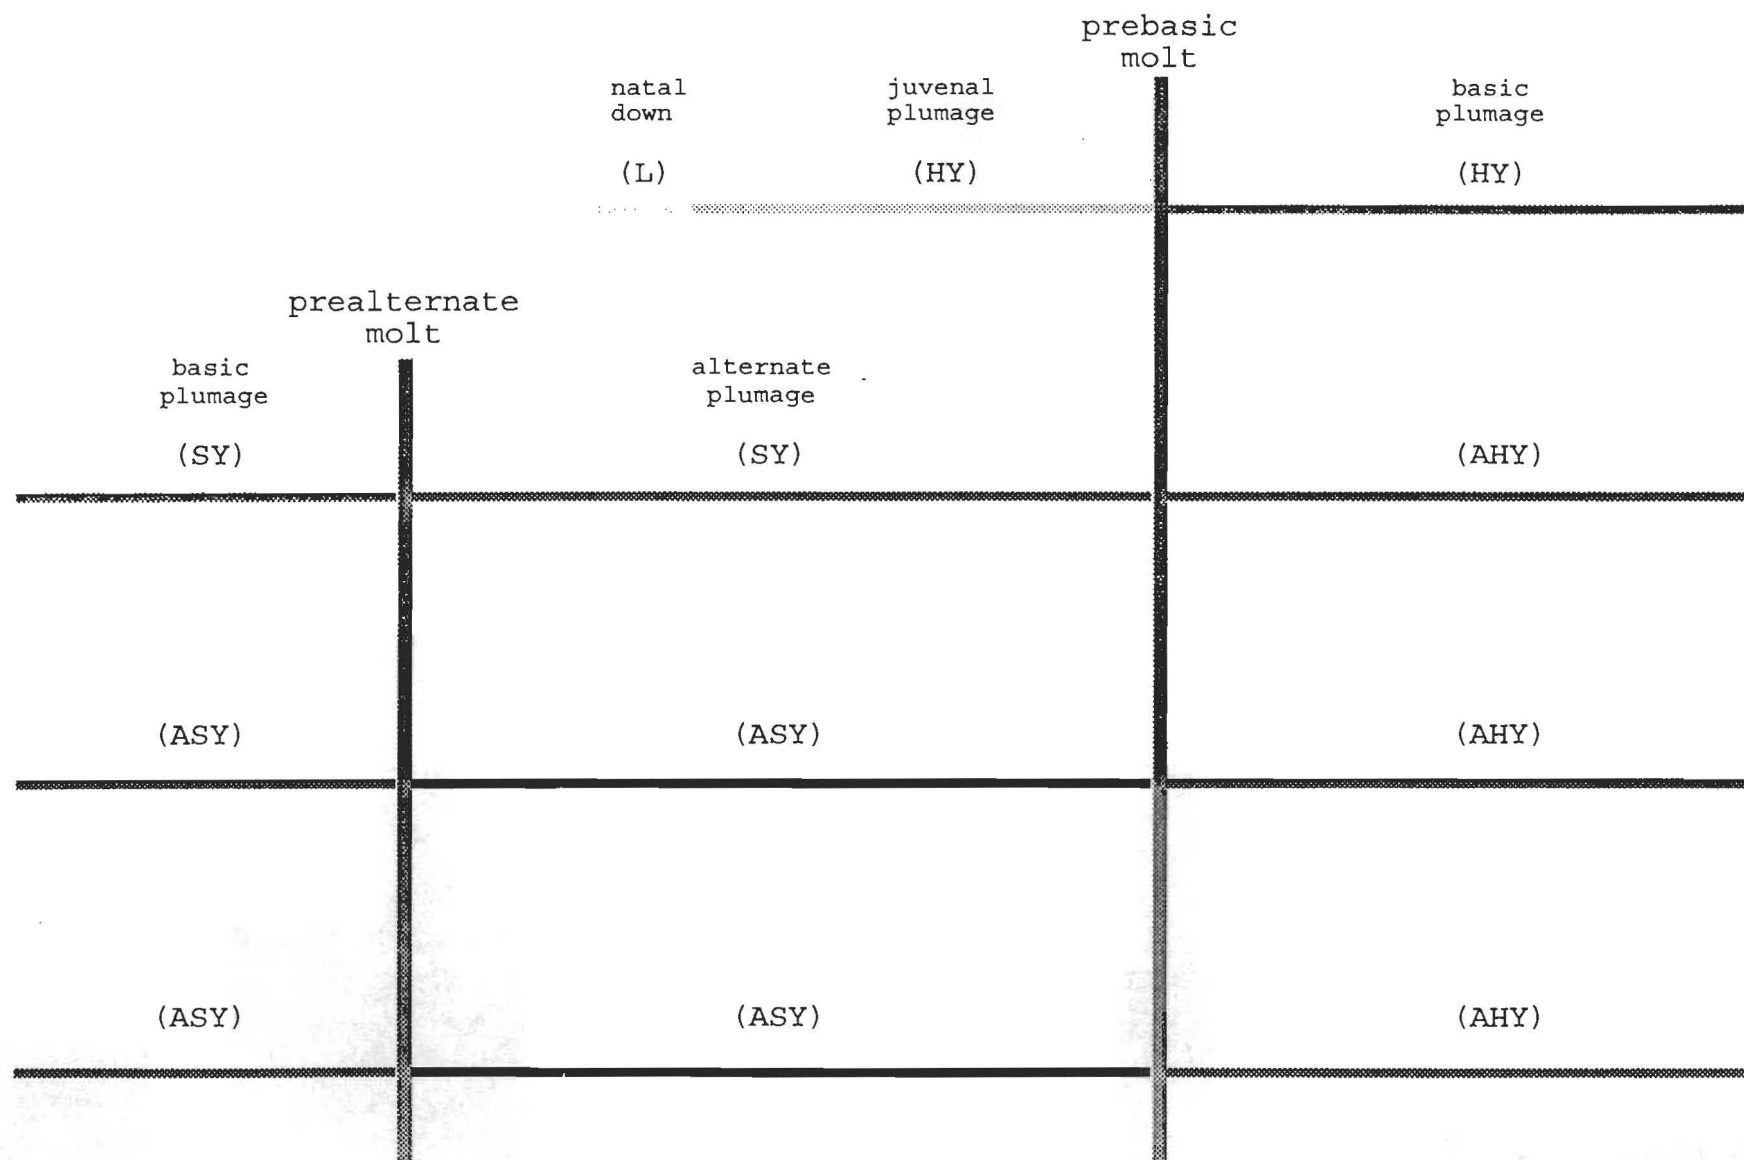 prebasic
molt
natal
down
juvenal
plumage
basic
plumage
(L)
(HY)
(HY)
prealternate
molt
basic
plumage
alternate
plumage
(SY)
(SY)
(AHY)
(ASY)
(ASY)
(AHY)
(ASY)
(ASY)
(AHY)